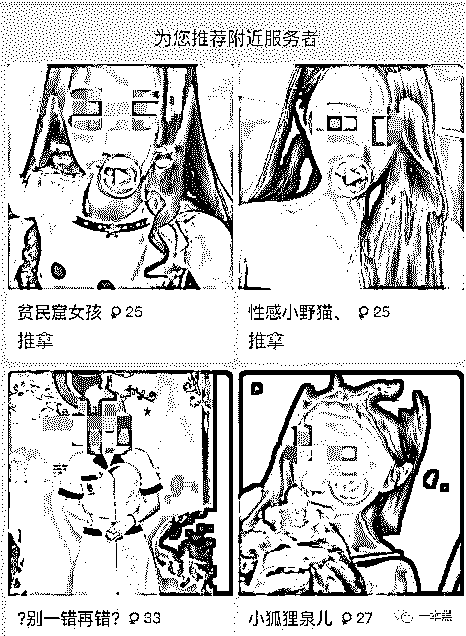 为您推荐附近服务者
贫民窟女孩 ♀25
性感小野猫、 ♀25
推拿
推拿
?别一错再错? ♀33
小狐狸泉儿 ♀27